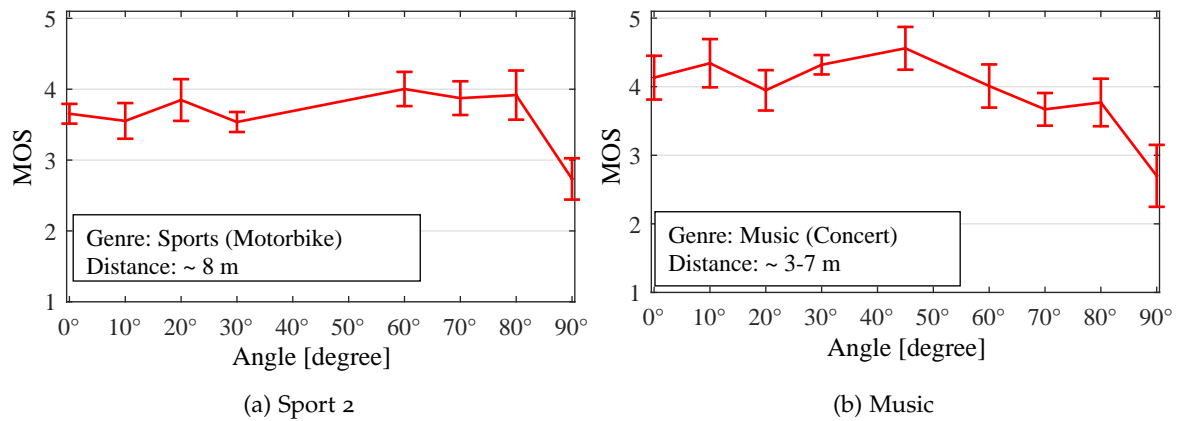 5
4
3
2
1
MOS
Genre: Sports (Motorbike)
Distance: ~ 8 m
0° 10° 20° 30° 40° 50° 60° 70° 80° 90°
Angle [degree]
(a) Sport 2
5
4
3
2
1
MOS
Genre: Music (Concert)
Distance: ~ 3-7 m
0° 10° 20° 30° 40° 50° 60° 70° 80° 90°
Angle [degree]
(b) Music